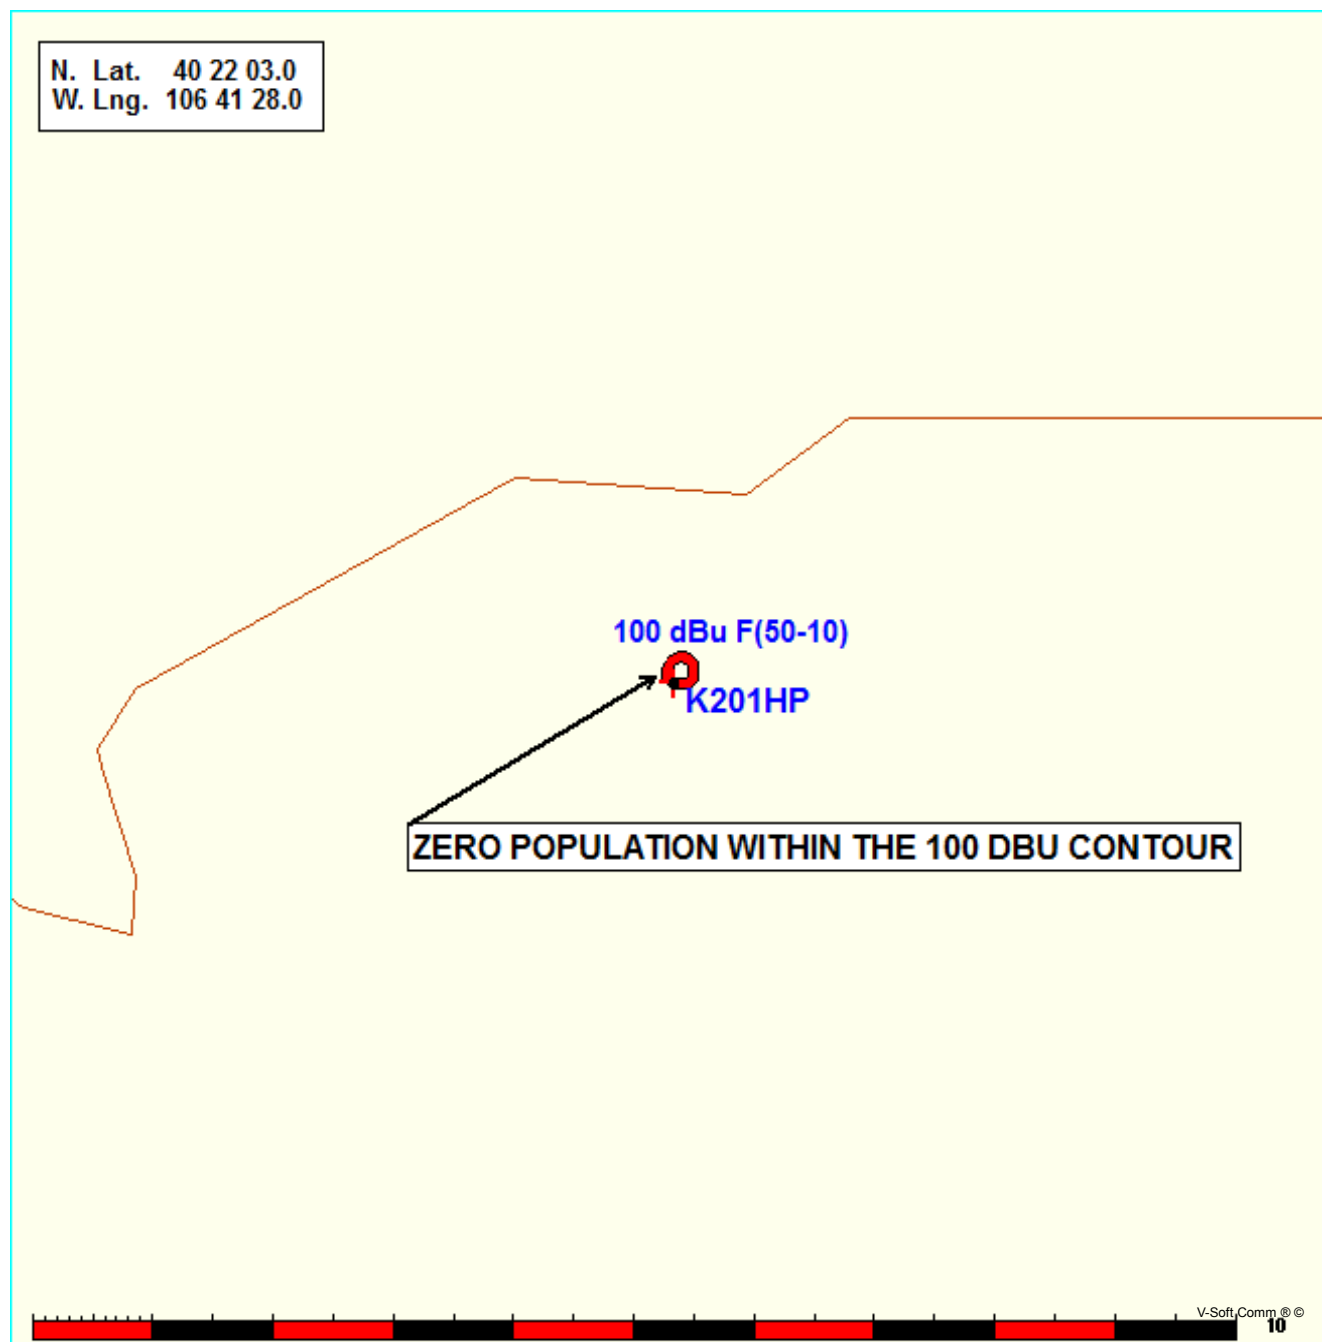 N. Lat. 40 22 03.0
W. Lng. 106 41 28.0
100 dBu F(50-10)
K201HP
ZERO POPULATION WITHIN THE 100 DBU CONTOUR
V-Soft Comm ® ©
10